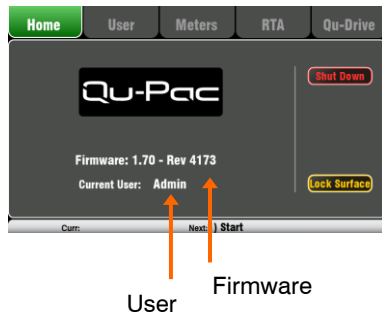 Home User Meters RTA Qu-Drive
Qu-Pac
Shut Down
Firmware: 1.70 - Rev 4173
Current User: Admin
Lock Surface
Curr: Next: ) Start
User
Firmware